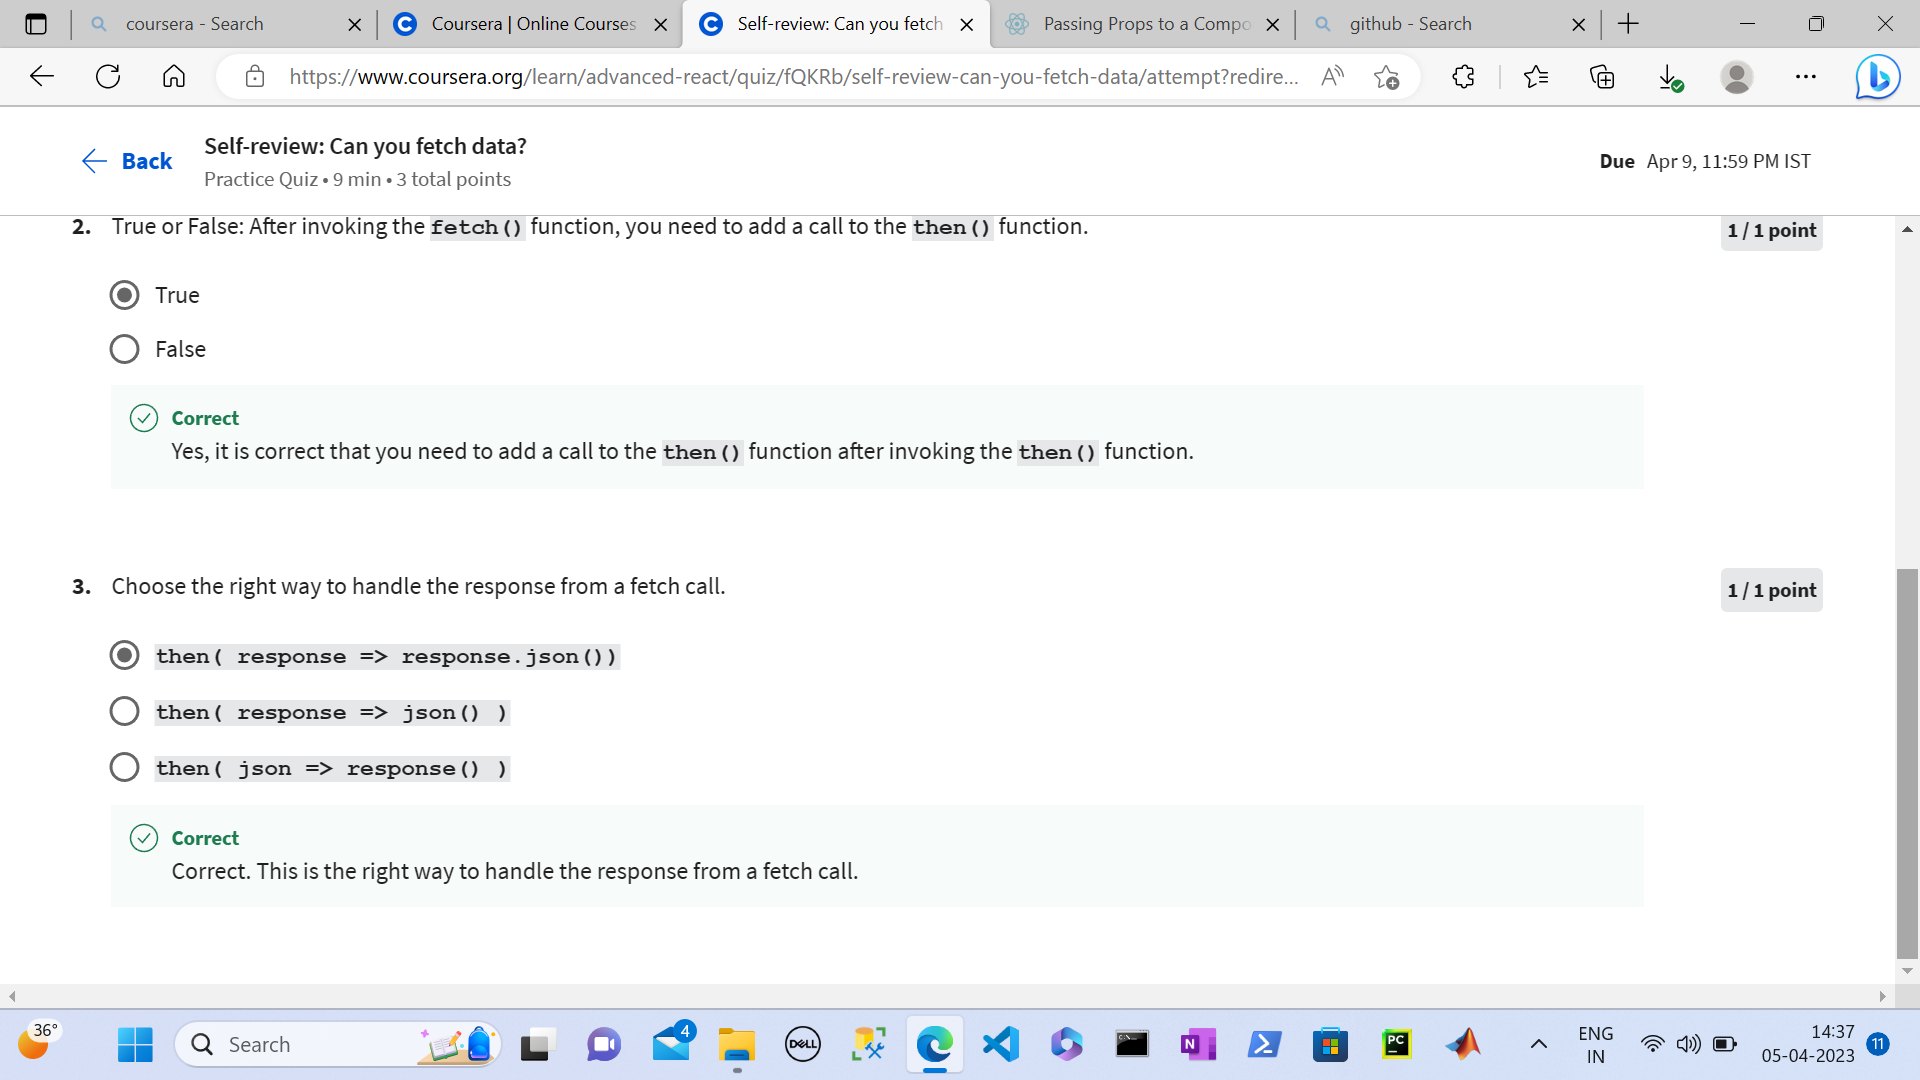 coursera - Search
Coursera | Online Courses
Self-review: Can you fetch
Passing Props to a Compo
github - Search
https://www.coursera.org/learn/advanced-react/quiz/fQKRb/self-review-can-you-fetch-data/attempt?redire...
Back
Self-review: Can you fetch data?
Practice Quiz • 9 min • 3 total points
Due Apr 9, 11:59 PM IST
2. True or False: After invoking the fetch() function, you need to add a call to the then() function.
1 / 1 point
True
False
Correct
Yes, it is correct that you need to add a call to the then() function after invoking the then() function.
3. Choose the right way to handle the response from a fetch call.
1 / 1 point
then( response => response.json())
then( response => json() )
then( json => response() )
Correct
Correct. This is the right way to handle the response from a fetch call.
36°
Search
4
DELL
N
PC
ENG
IN
14:37
05-04-2023
11